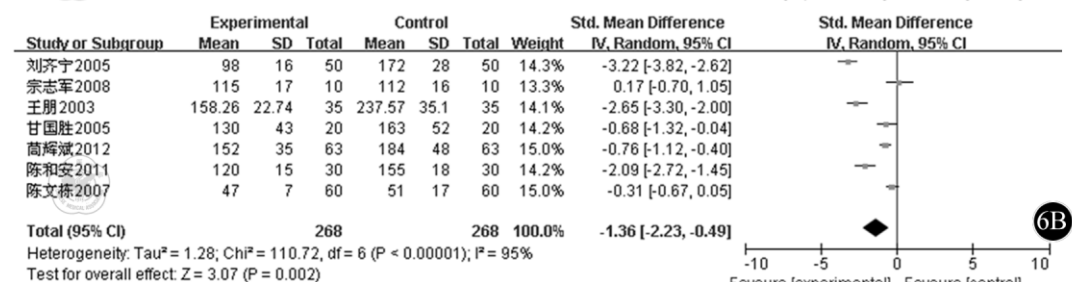 Experimental Control Std. Mean Difference Std. Mean Difference
Study or Subgroup Mean SD Total Mean SD Total Weight IV, Random, 95% CI IV, Random, 95% CI
刘齐宁2005 98 16 50 172 28 50 14.3% -3.22 [-3.82, -2.62]
宗志军2008 115 17 10 112 16 10 13.3% 0.17 [-0.70, 1.05]
王朋2003 158.26 22.74 35 237.57 35.1 35 14.1% -2.65 [-3.30, -2.00]
甘国胜2005 130 43 20 163 52 20 14.2% -0.68 [-1.32, -0.04]
蔄辉斌2012 152 35 63 184 48 63 15.0% -0.76 [-1.12, -0.40]
陈和安2011 120 15 30 155 18 30 14.2% -2.09 [-2.72, -1.45]
陈文栋2007 47 7 60 51 17 60 15.0% -0.31 [-0.67, 0.05]
Total (95% CI) 268 268 100.0% -1.36 [-2.23, -0.49]
6B
Heterogeneity: Tau² = 1.28; Chi² = 110.72, df = 6 (P < 0.00001); I² = 95%
Test for overall effect: Z = 3.07 (P = 0.002)
-10 -5 0 5 10
Favours [experimental] Favours [control]